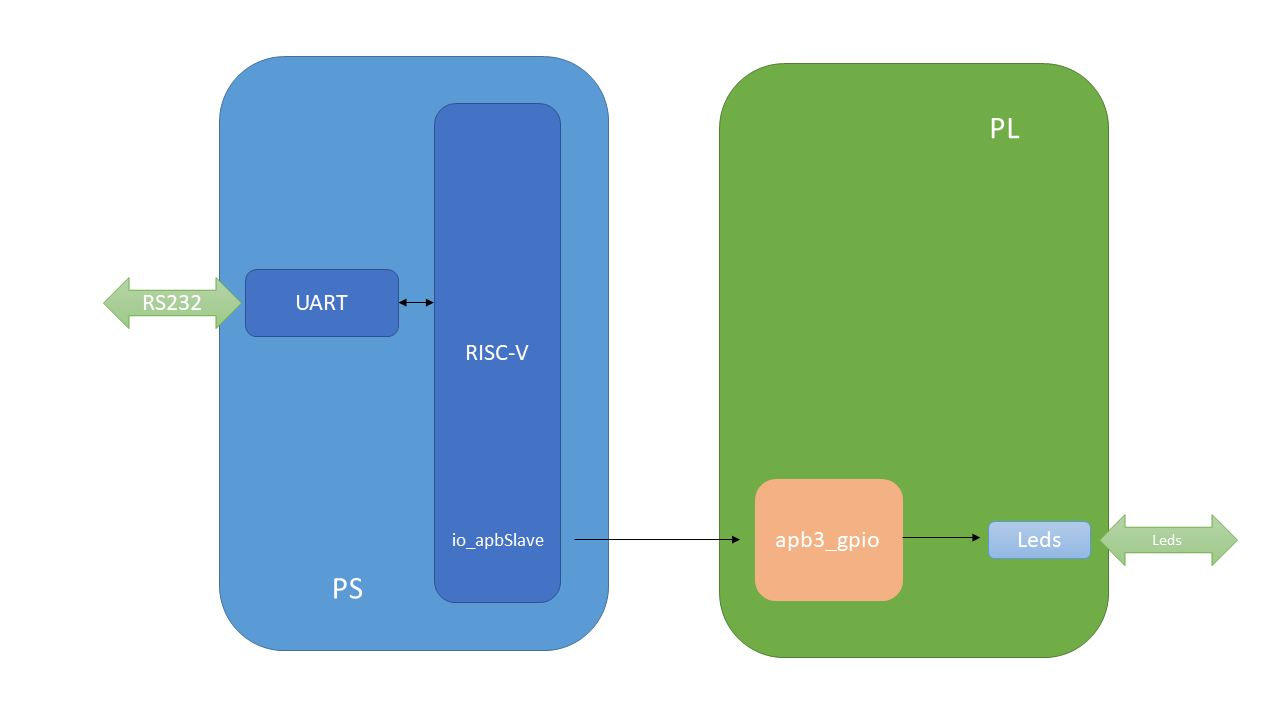 PL
RS232
UART
RISC-V
io_apbSlave
apb3_gpio
Leds
Leds
PS